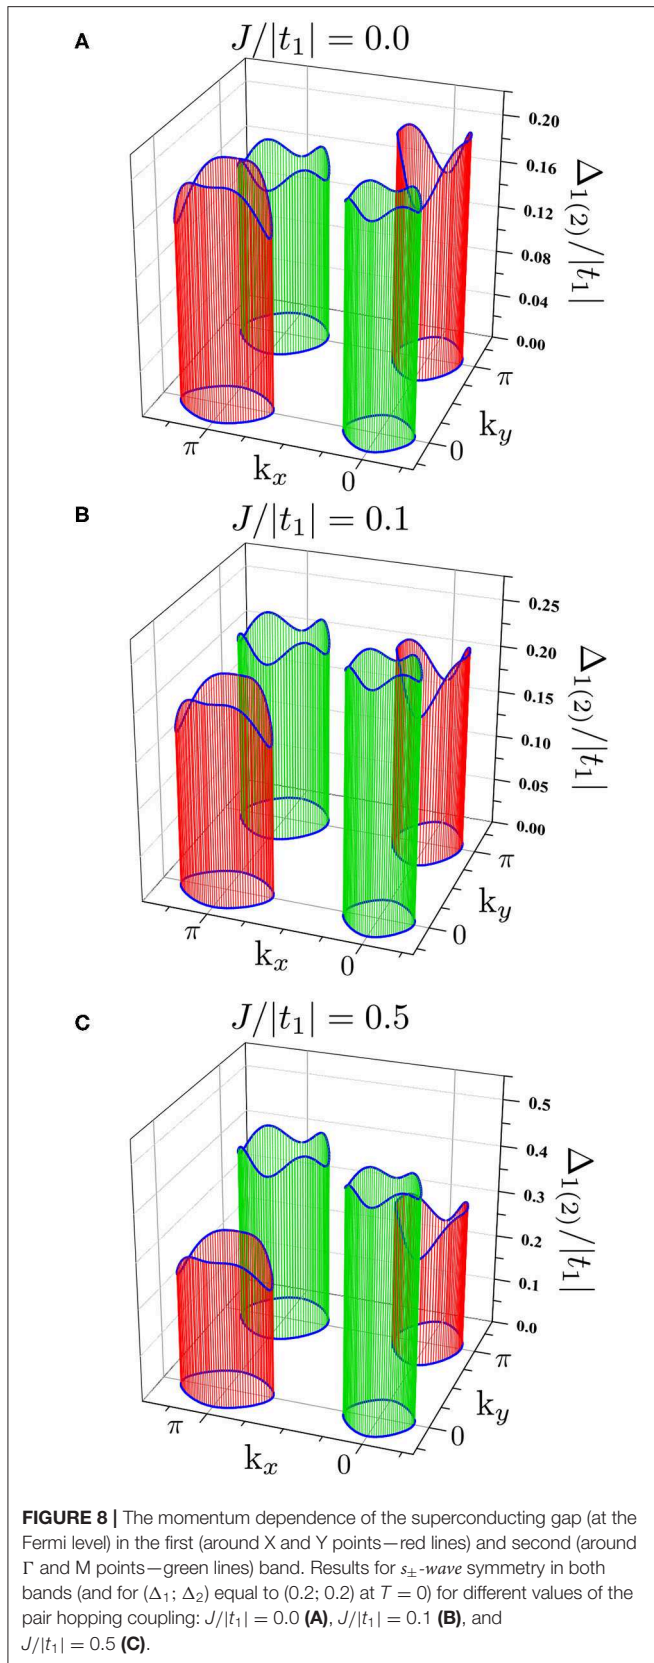 A
J/|t₁| = 0.0
0.20
0.16
0.12
0.08
0.04
0.00
Δ₁₍₂₎/|t₁|
π
0
k_y
π
0
k_x
B
J/|t₁| = 0.1
0.25
0.20
0.15
0.10
0.05
0.00
Δ₁₍₂₎/|t₁|
π
0
k_y
π
0
k_x
C
J/|t₁| = 0.5
0.5
0.4
0.3
0.2
0.1
0.0
Δ₁₍₂₎/|t₁|
π
0
k_y
π
0
k_x
FIGURE 8 | The momentum dependence of the superconducting gap (at the
Fermi level) in the first (around X and Y points—red lines) and second (around
Γ and M points—green lines) band. Results for s±-wave symmetry in both
bands (and for (Δ₁; Δ₂) equal to (0.2; 0.2) at T = 0) for different values of the
pair hopping coupling: J/|t₁| = 0.0 (A), J/|t₁| = 0.1 (B), and
J/|t₁| = 0.5 (C).